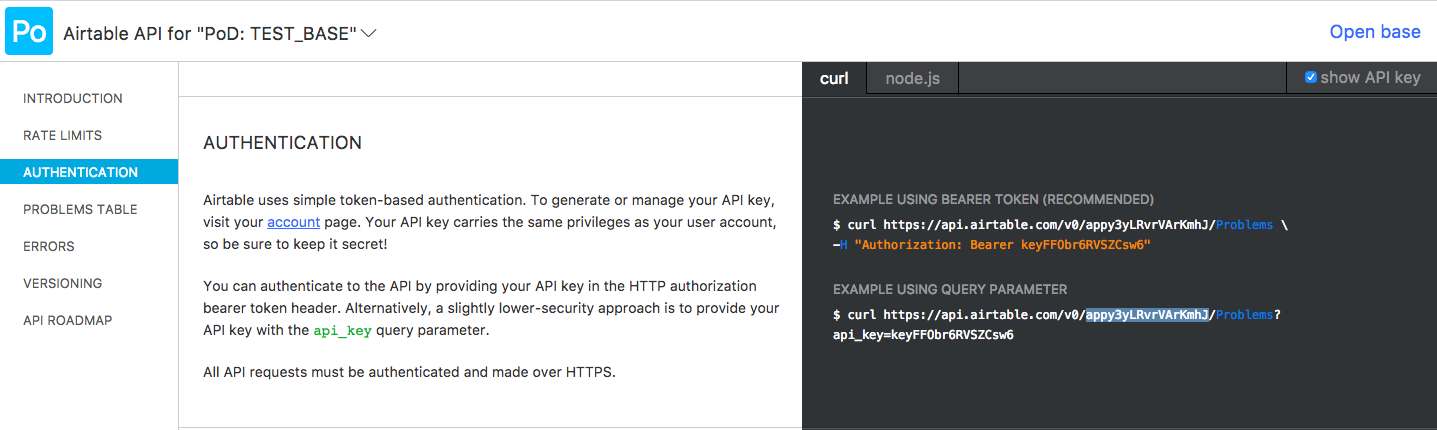 Po
Airtable API for "PoD: TEST_BASE"
Open base
INTRODUCTION
RATE LIMITS
AUTHENTICATION
PROBLEMS TABLE
ERRORS
VERSIONING
API ROADMAP
AUTHENTICATION
Airtable uses simple token-based authentication. To generate or manage your API key,
visit your account page. Your API key carries the same privileges as your user account,
so be sure to keep it secret!
You can authenticate to the API by providing your API key in the HTTP authorization
bearer token header. Alternatively, a slightly lower-security approach is to provide your
API key with the api_key query parameter.
All API requests must be authenticated and made over HTTPS.
curl
node.js
show API key
EXAMPLE USING BEARER TOKEN (RECOMMENDED)
$ curl https://api.airtable.com/v0/appy3yLRvrVArKmhJ/Problems \
-H "Authorization: Bearer keyFFObr6RVSZCsw6"
EXAMPLE USING QUERY PARAMETER
$ curl https://api.airtable.com/v0/appy3yLRvrVArKmhJ/Problems?
api_key=keyFFObr6RVSZCsw6